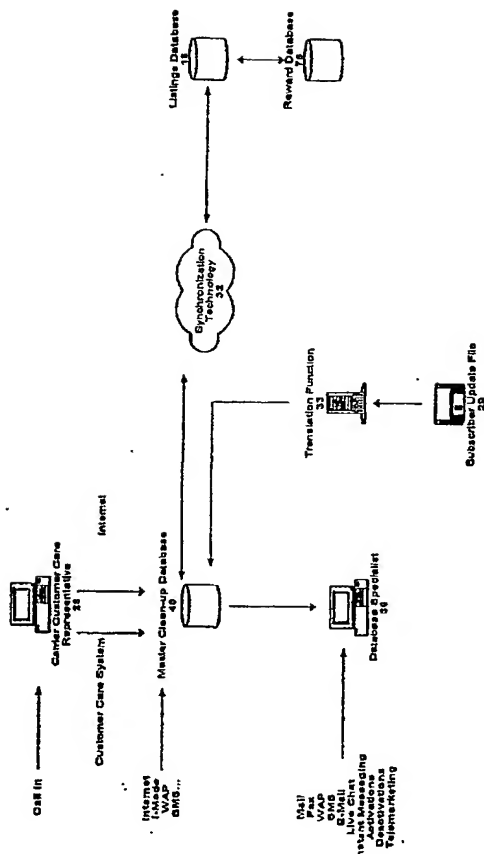 Call In
Carrier Customer Care
Representative
28
Customer Care System
Internet
Internet
I-Mode
WAP
SMS...
Master Clean-up Database
40
Synchronization
Technology
32
Listings Database
18
Reward Database
75
Mail
Fax
WAP
SMS
E-Mail
Live Chat
Instant Messaging
Activations
Deactivations
Telemarketing
Database Specialist
36
Translation Function
33
Subscriber Update File
29